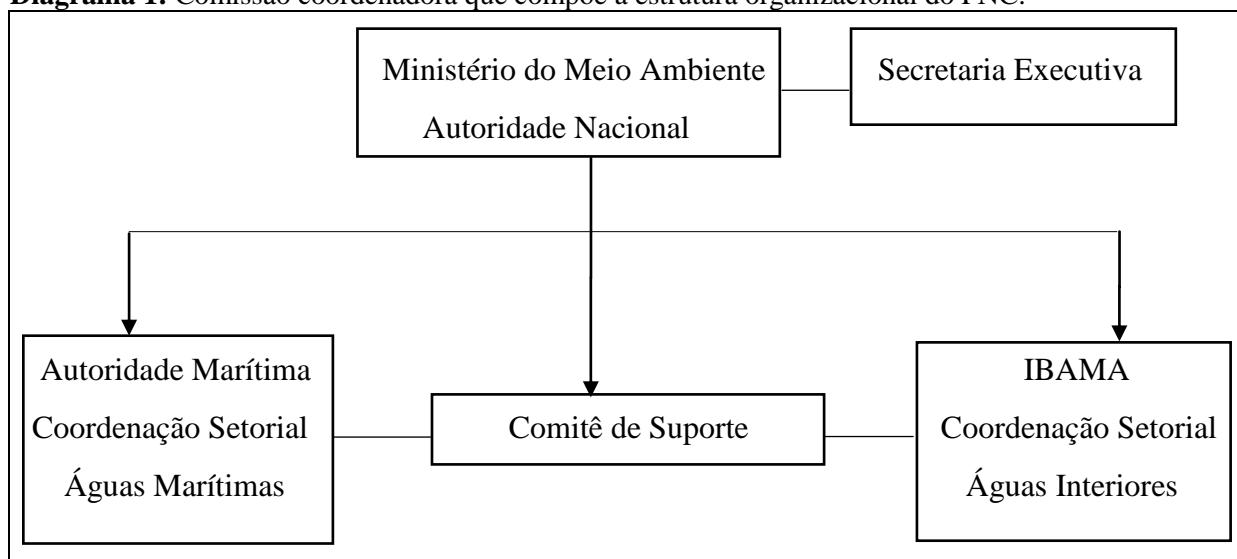 Diagrama 1. Comissão coordenadora que compõe a estrutura organizacional do PNC.
Ministério do Meio Ambiente
Autoridade Nacional
Secretaria Executiva
Autoridade Marítima
Coordenação Setorial
Águas Marítimas
Comitê de Suporte
IBAMA
Coordenação Setorial
Águas Interiores